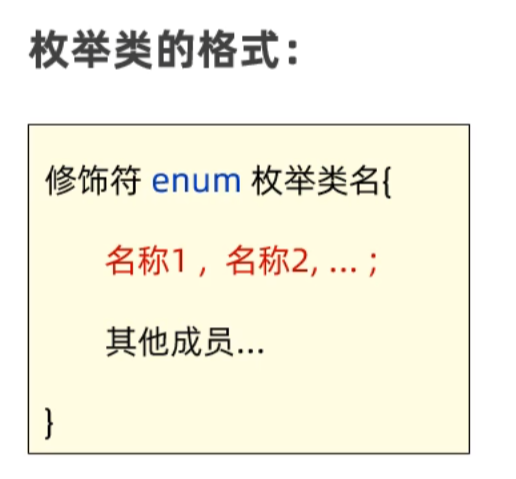 枚举类的格式：
修饰符 enum 枚举类名{
名称1 ，名称2, ... ;
其他成员...
}